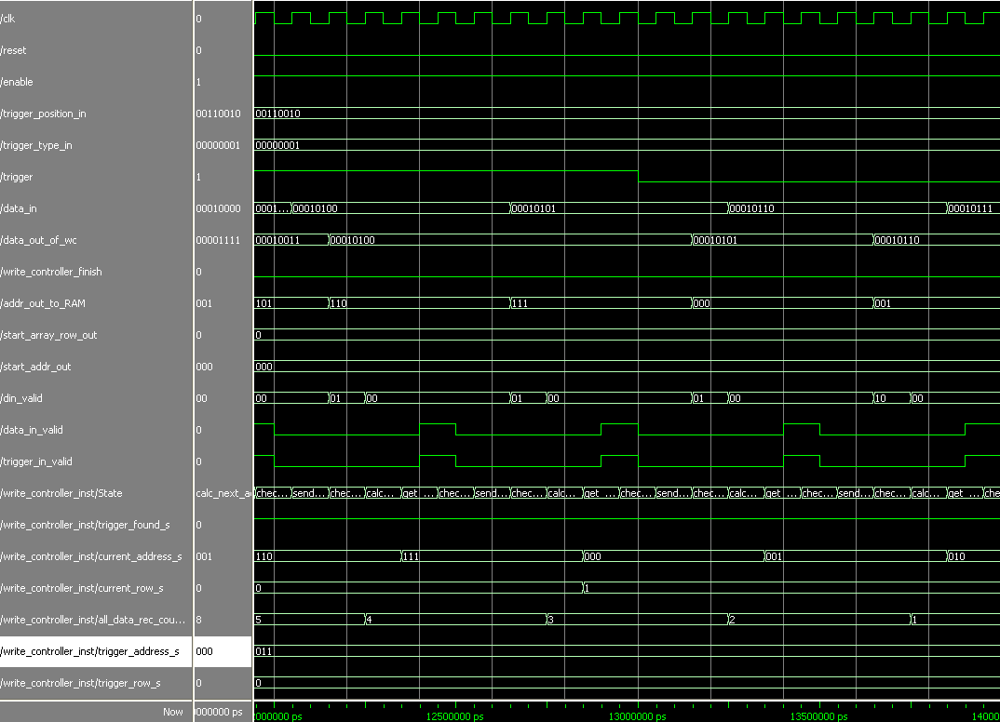 /clk 0
/reset 0
/enable 1
/trigger_position_in 00110010 00110010
/trigger_type_in 00000001 00000001
/trigger 1
/data_in 00010000 0001... 00010100 00010101 00010110 00010111
/data_out_of_wc 00001111 00010011 00010100 00010101 00010110
/write_controller_finish 0
/addr_out_to_RAM 001 101 110 111 000 001
/start_array_row_out 0 0
/start_addr_out 000 000
/din_valid 00 00 01 00 01 00 01 00 10 00
/data_in_valid 0
/trigger_in_valid 0
/write_controller_inst/State calc_next_a chec... send... chec... calc... get ... chec... send... chec... calc... get ... chec... send... chec... calc... get ... chec... send... chec... calc... get ... che
/write_controller_inst/trigger_found_s 0
/write_controller_inst/current_address_s 001 110 111 000 001 010
/write_controller_inst/current_row_s 0 0 1
/write_controller_inst/all_data_rec_cou... 8 5 4 3 2 1
/write_controller_inst/trigger_address_s 000 011
/write_controller_inst/trigger_row_s 0 0
Now 000000 ps 000000 ps 12500000 ps 13000000 ps 13500000 ps 14000